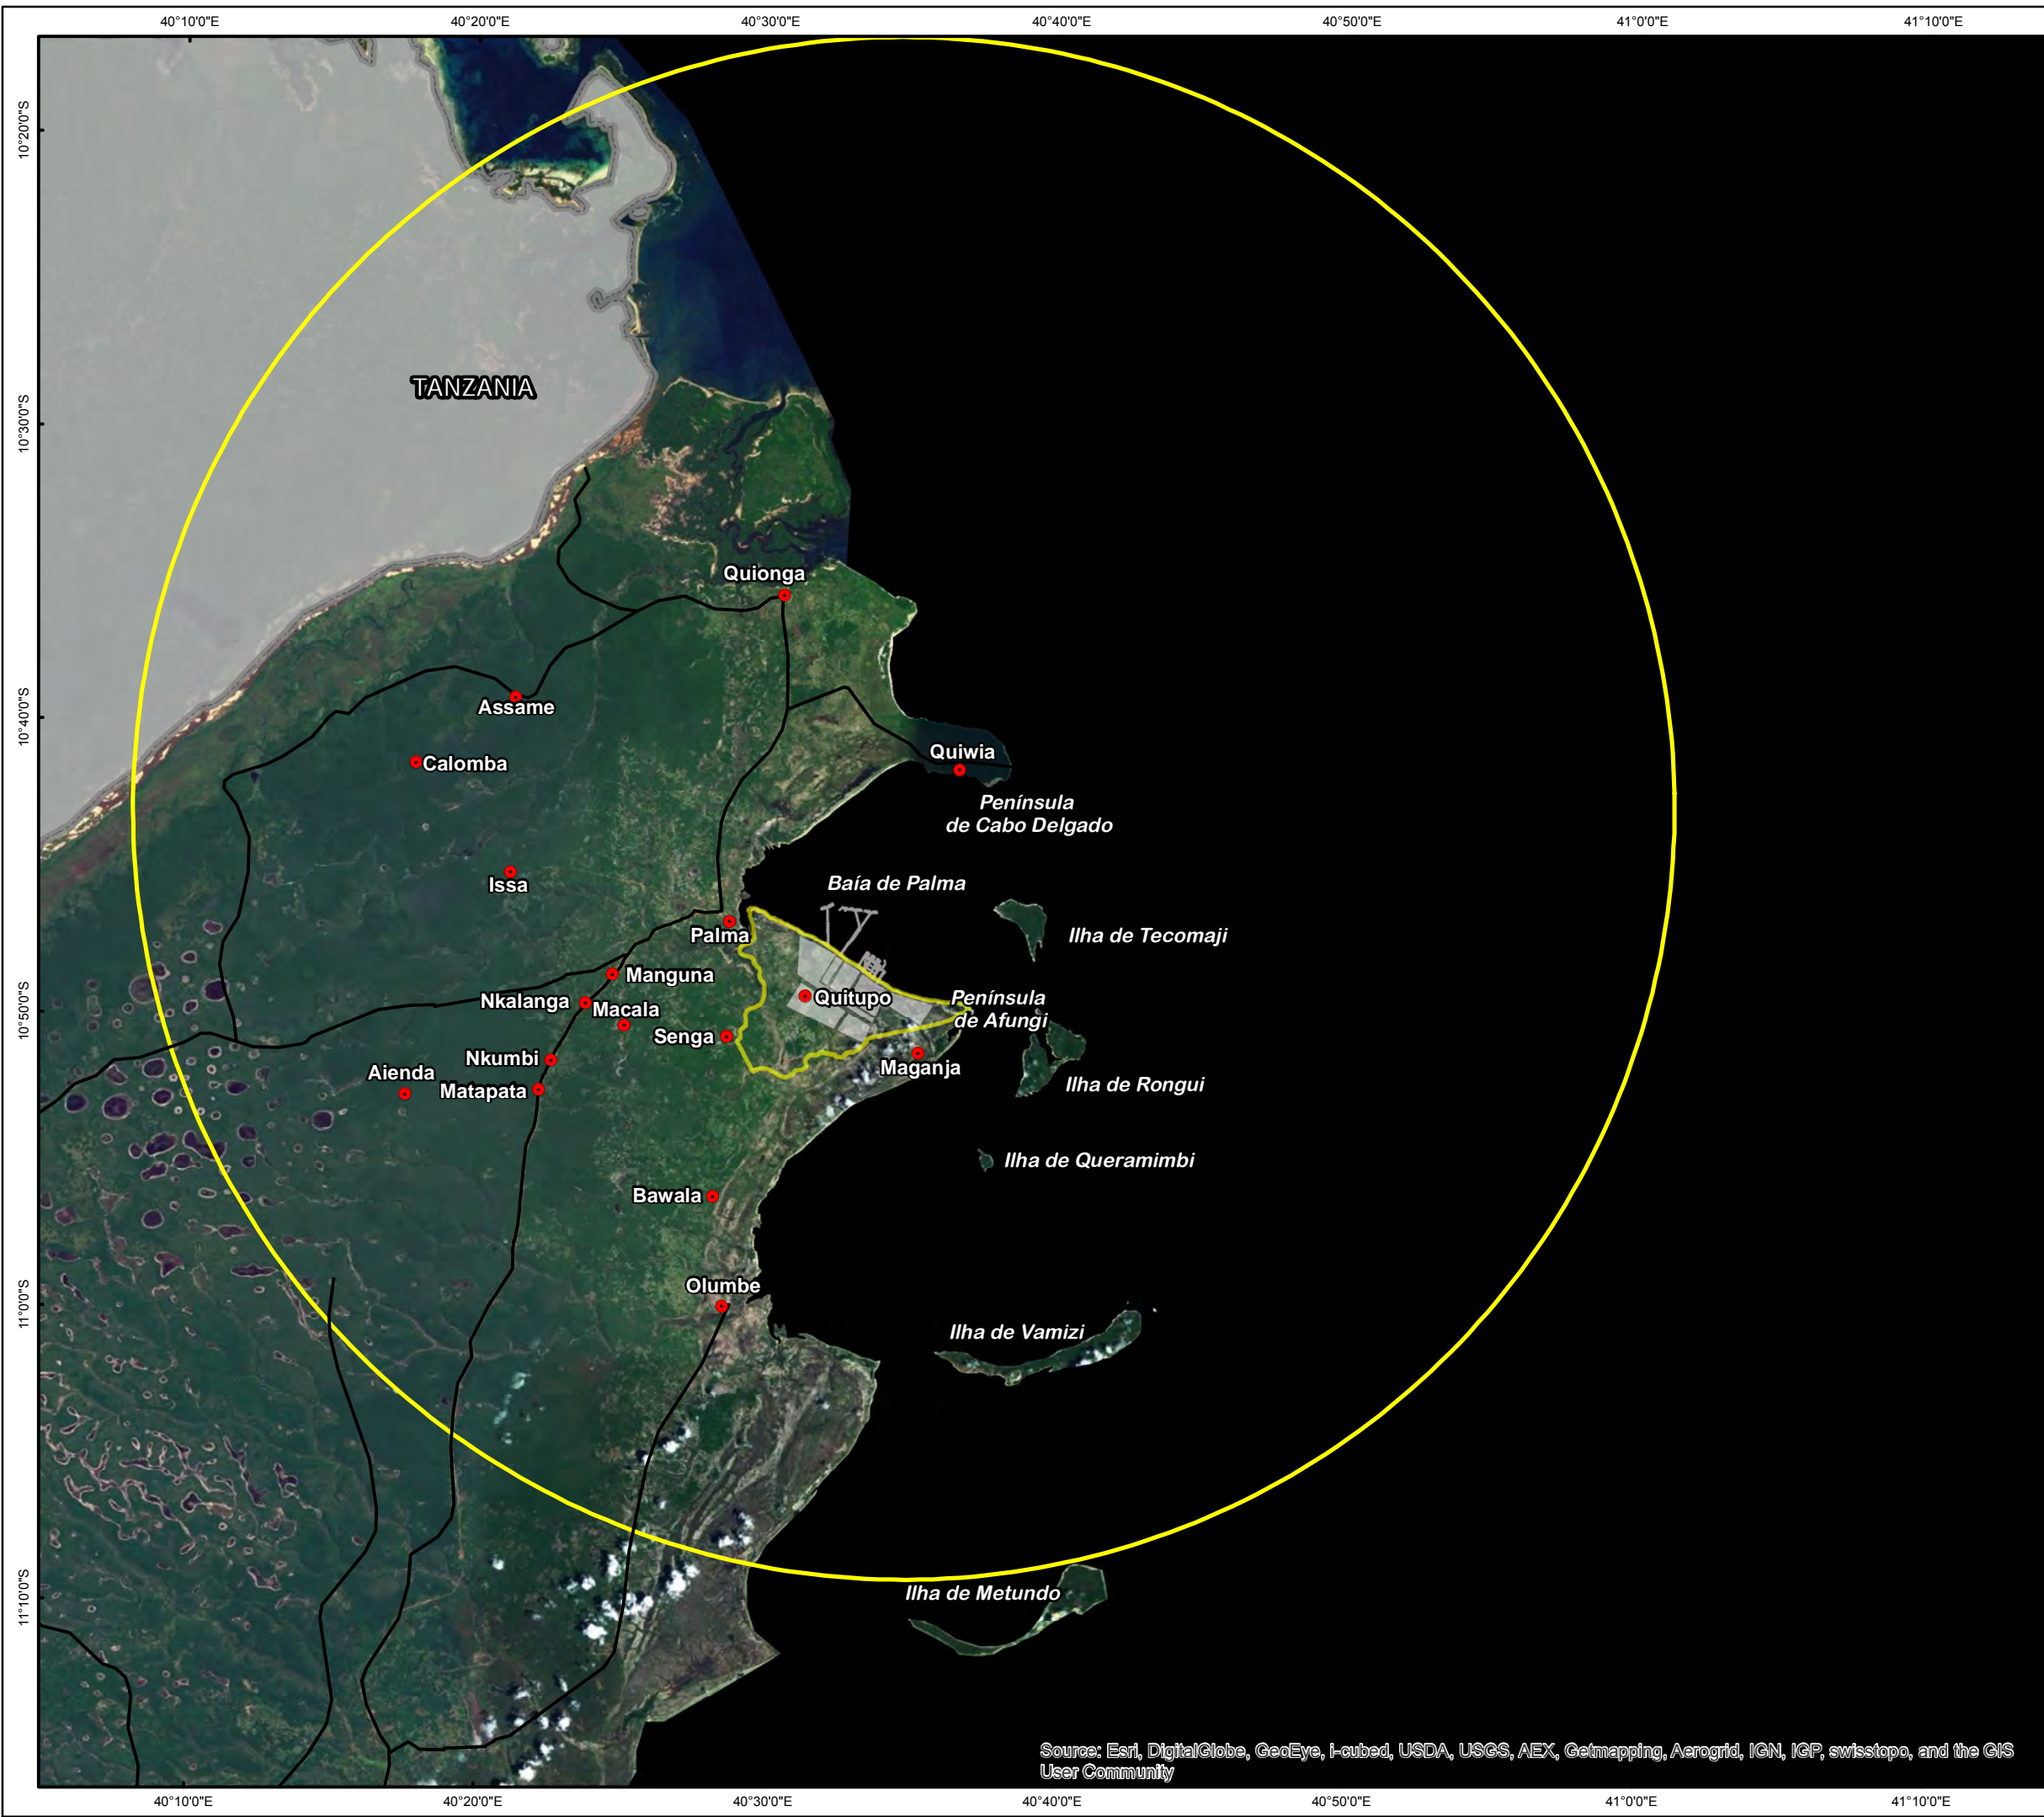 40°10'0"E 40°20'0"E 40°30'0"E 40°40'0"E 40°50'0"E 41°0'0"E 41°10'0"E
10°20'0"S
TANZANIA
10°30'0"S
Quionga
10°40'0"S
Assame
Quiwia
Calomba
Península
de Cabo Delgado
Issa
Baía de Palma
Palma
Ilha de Tecomaji
Manguna
10°50'0"S
Nkalanga
Macala
Quitupo
Península
de Afungi
Senga
Nkumbi
Maganja
Aienda
Matapata
Ilha de Rongui
Ilha de Queramimbi
Bawala
Olumbe
11°0'0"S
Ilha de Vamizi
11°10'0"S
Ilha de Metundo
Source: Esri, DigitalGlobe, GeoEye, i-cubed, USDA, USGS, AEX, Getmapping, Aerogrid, IGN, IGP, swisstopo, and the GIS
User Community
40°10'0"E 40°20'0"E 40°30'0"E 40°40'0"E 40°50'0"E 41°0'0"E 41°10'0"E